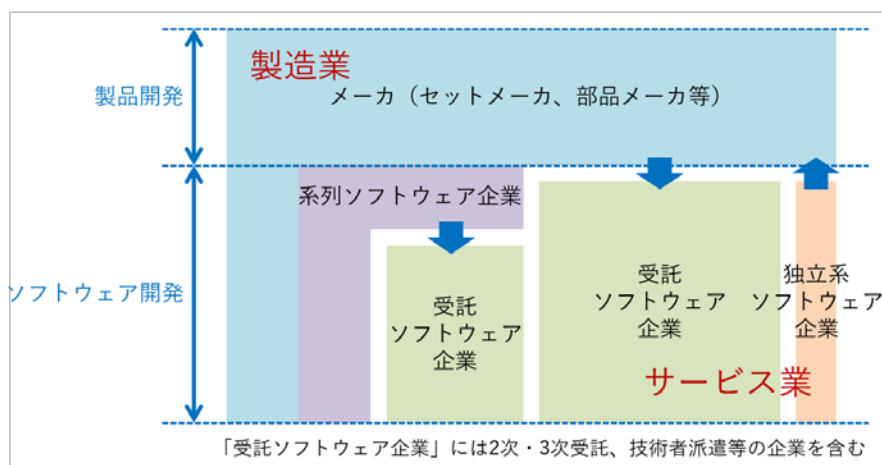 製造業
製品開発
メーカ（セットメーカ、部品メーカ等）
系列ソフトウェア企業
ソフトウェア開発
受託
ソフトウェア
企業
受託
ソフトウェア
企業
独立系
ソフトウェア
企業
サービス業
「受託ソフトウェア企業」には2次・3次受託、技術者派遣等の企業を含む